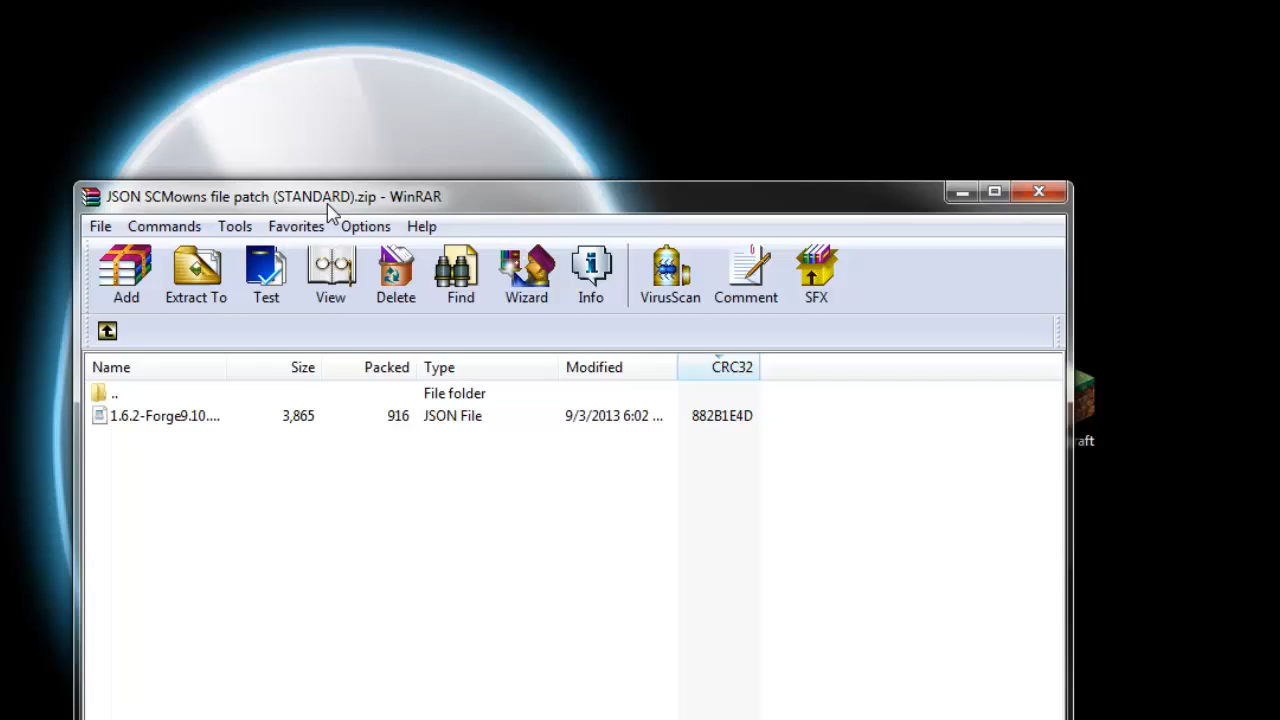 JSON SCMowns file patch (STANDARD).zip - WinRAR
File Commands Tools Favorites Options Help
Add Extract To Test View Delete Find Wizard Info VirusScan Comment SFX
Name Size Packed Type Modified CRC32
.. File folder
1.6.2-Forge9.10.... 3,865 916 JSON File 9/3/2013 6:02 ... 882B1E4D
raft